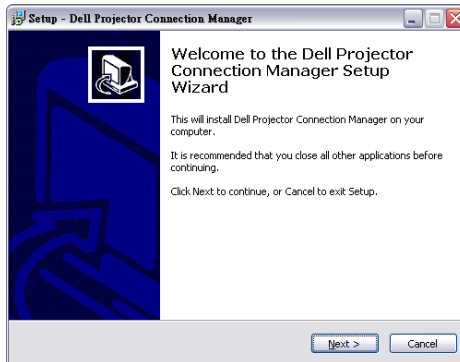 Setup - Dell Projector Connection Manager
Welcome to the Dell Projector
Connection Manager Setup
Wizard
This will install Dell Projector Connection Manager on your
computer.
It is recommended that you close all other applications before
continuing.
Click Next to continue, or Cancel to exit Setup.
Next > Cancel